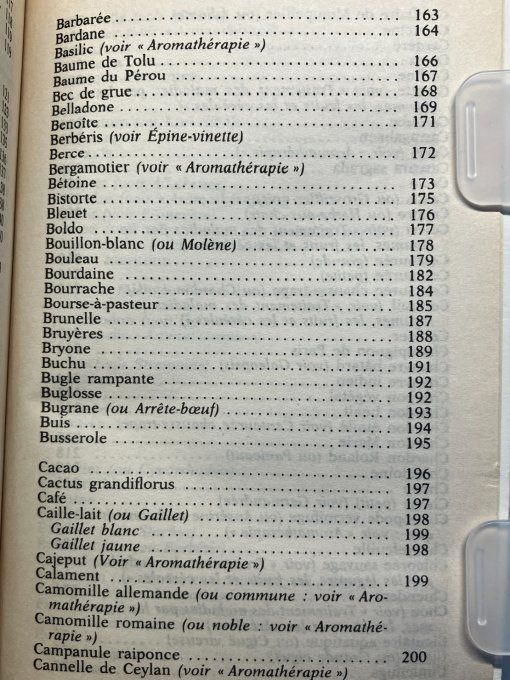 Barbarée ........ 163
Bardane ........ 164
Basilic (voir « Aromathérapie »)
Baume de Tolu ........ 166
Baume du Pérou ........ 167
Bec de grue ........ 168
Belladone ........ 169
Benoîte ........ 171
Berbéris (voir Épine-vinette)
Berce ........ 172
Bergamotier (voir « Aromathérapie »)
Bétoine ........ 173
Bistorte ........ 175
Bleuet ........ 176
Boldo ........ 177
Bouillon-blanc (ou Molène) ........ 178
Bouleau ........ 179
Bourdaine ........ 182
Bourrache ........ 184
Bourse-à-pasteur ........ 185
Brunelle ........ 187
Bruyères ........ 188
Bryone ........ 189
Buchu ........ 191
Bugle rampante ........ 192
Buglosse ........ 192
Bugrane (ou Arrête-bœuf) ........ 193
Buis ........ 194
Busserole ........ 195
Cacao ........ 196
Cactus grandiflorus ........ 197
Café ........ 197
Caille-lait (ou Gaillet) ........ 198
Gaillet blanc ........ 199
Gaillet jaune ........ 198
Cajeput (Voir « Aromathérapie »)
Calament ........ 199
Camomille allemande (ou commune : voir « Aro-
mathérapie »)
Camomille romaine (ou noble : voir « Aromathé-
rapie »)
Campanule raiponce ........ 200
Cannelle de Ceylan (voir « Aromathérapie »)